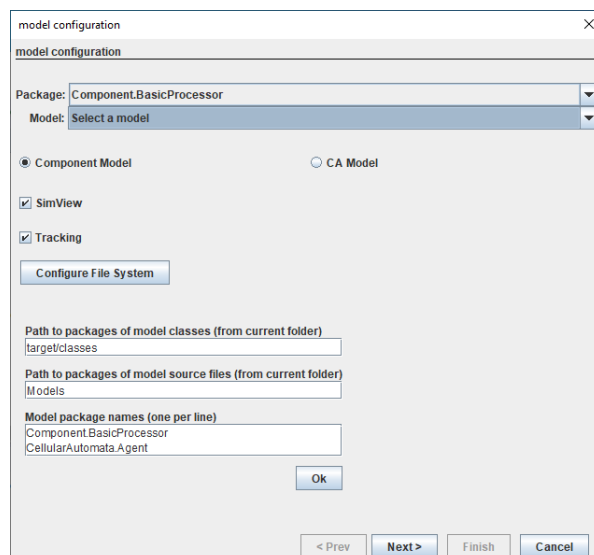 model configuration
model configuration
Package: Component.BasicProcessor
Model: Select a model
Component Model CA Model
SimView
Tracking
Configure File System
Path to packages of model classes (from current folder)
target/classes
Path to packages of model source files (from current folder)
Models
Model package names (one per line)
Component.BasicProcessor
CellularAutomata.Agent
Ok
< Prev Next > Finish Cancel